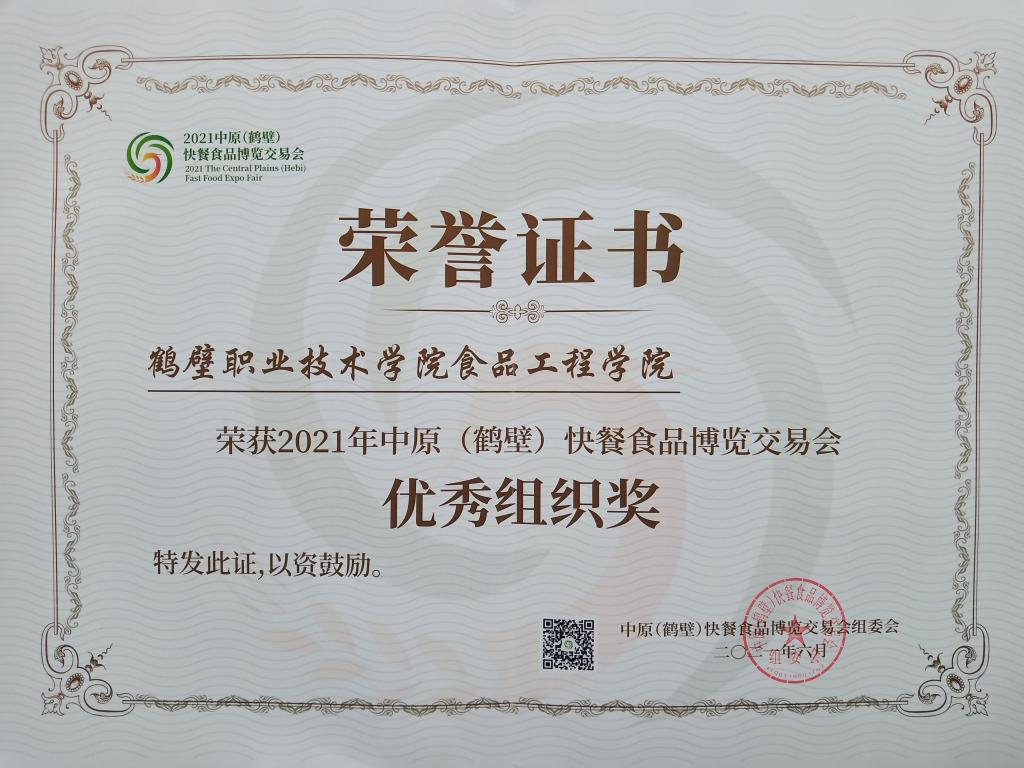 2021中原(鹤壁)
快餐食品博览交易会
2021 The Central Plains (Hebi)
Fast Food Expo Fair
荣誉证书
鹤壁职业技术学院食品工程学院
荣获2021年中原（鹤壁）快餐食品博览交易会
优秀组织奖
特发此证,以资鼓励。
中原(鹤壁)快餐食品博览交易会组委会
二〇二一年六月
组委会